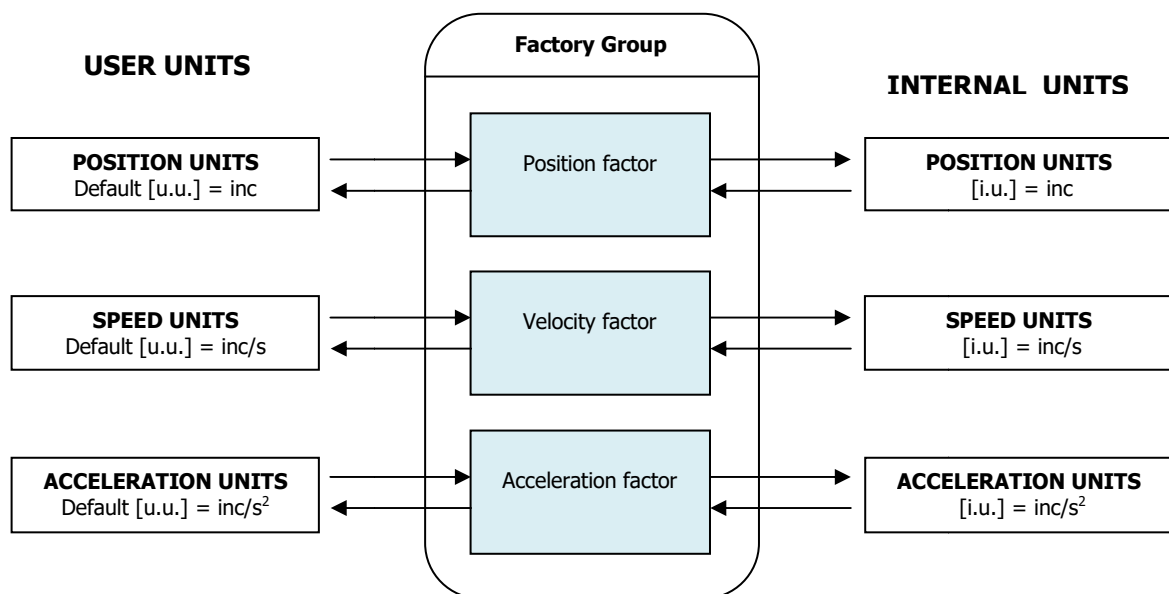 Factory Group
USER UNITS
INTERNAL UNITS
POSITION UNITS
Default [u.u.] = inc
Position factor
POSITION UNITS
[i.u.] = inc
SPEED UNITS
Default [u.u.] = inc/s
Velocity factor
SPEED UNITS
[i.u.] = inc/s
ACCELERATION UNITS
Default [u.u.] = inc/s²
Acceleration factor
ACCELERATION UNITS
[i.u.] = inc/s²